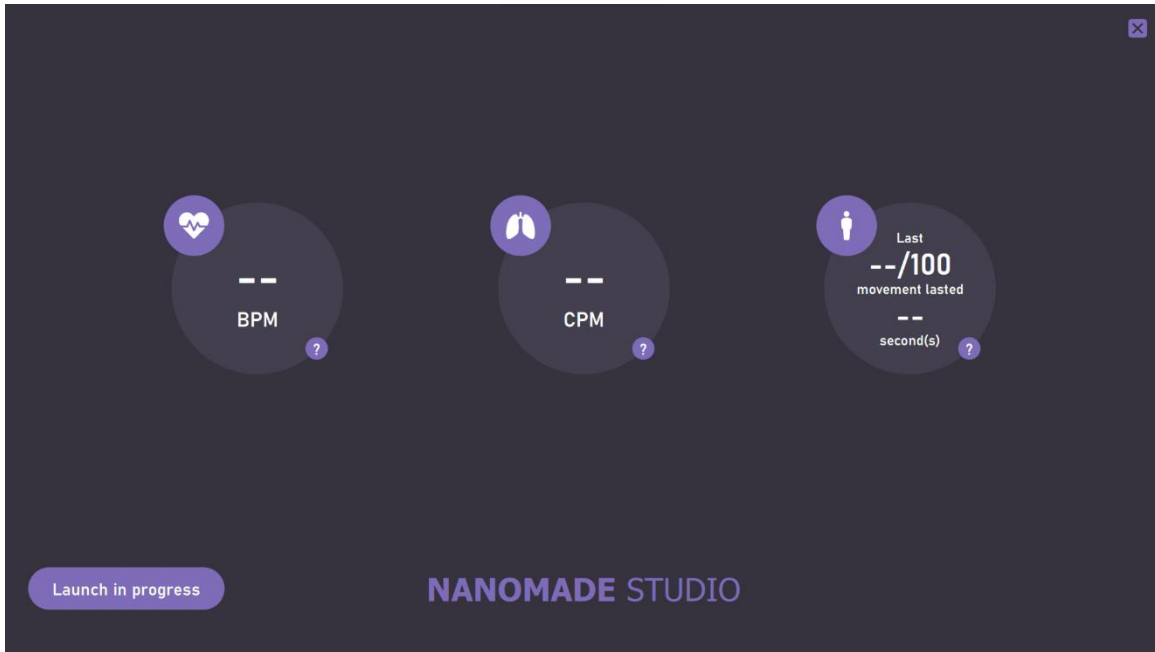 --
BPM
?
--
CPM
?
Last
--/100
movement lasted
--
second(s)
?
Launch in progress
NANOMADE STUDIO